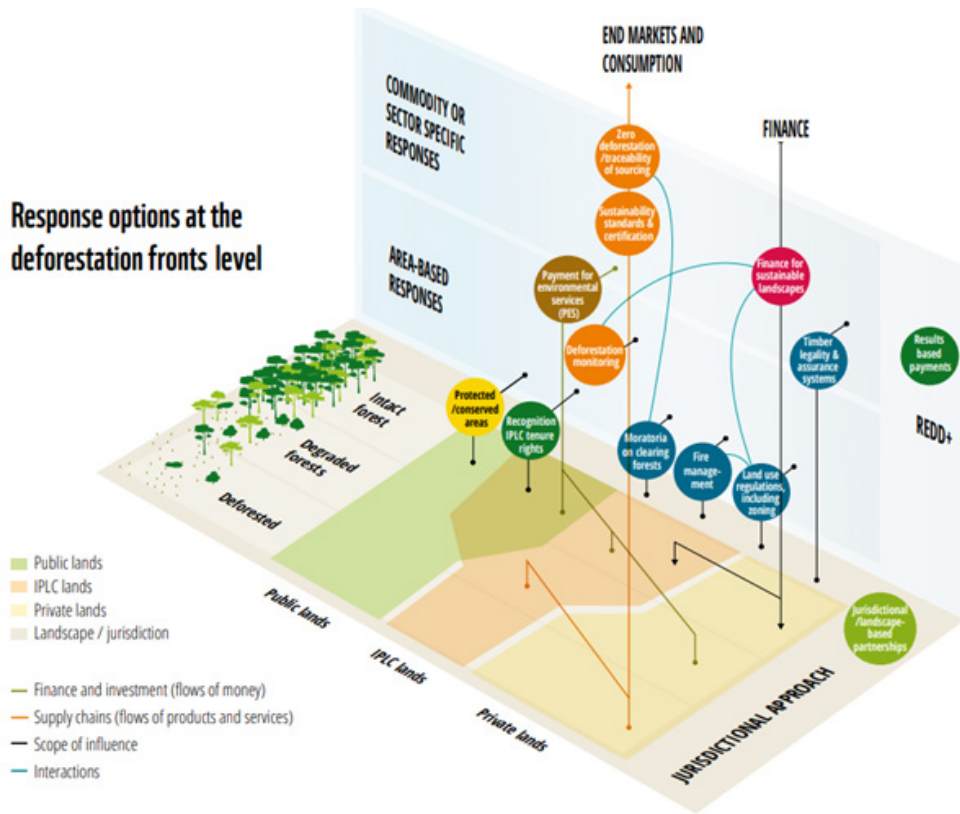 Response options at the
deforestation fronts level
END MARKETS AND
CONSUMPTION
FINANCE
COMMODITY OR
SECTOR SPECIFIC
RESPONSES
AREA-BASED
RESPONSES
Zero
deforestation
/traceability
of sourcing
Sustainability
standards &
certification
Payment for
environmental
services
(PES)
Finance for
sustainable
landscapes
Deforestation
monitoring
Timber
legality &
assurance
systems
Results
based
payments
REDD+
Protected
/conserved
areas
Recognition
IPLC tenure
rights
Moratoria
on clearing
forests
Fire
manage-
ment
Land use
regulations,
including
zoning
Intact
forest
Degraded
forests
Deforested
Public lands
IPLC lands
Private lands
Jurisdictional
/landscape-
based
partnerships
JURISDICTIONAL APPROACH
Public lands
IPLC lands
Private lands
Landscape / jurisdiction
Finance and investment (flows of money)
Supply chains (flows of products and services)
Scope of influence
Interactions